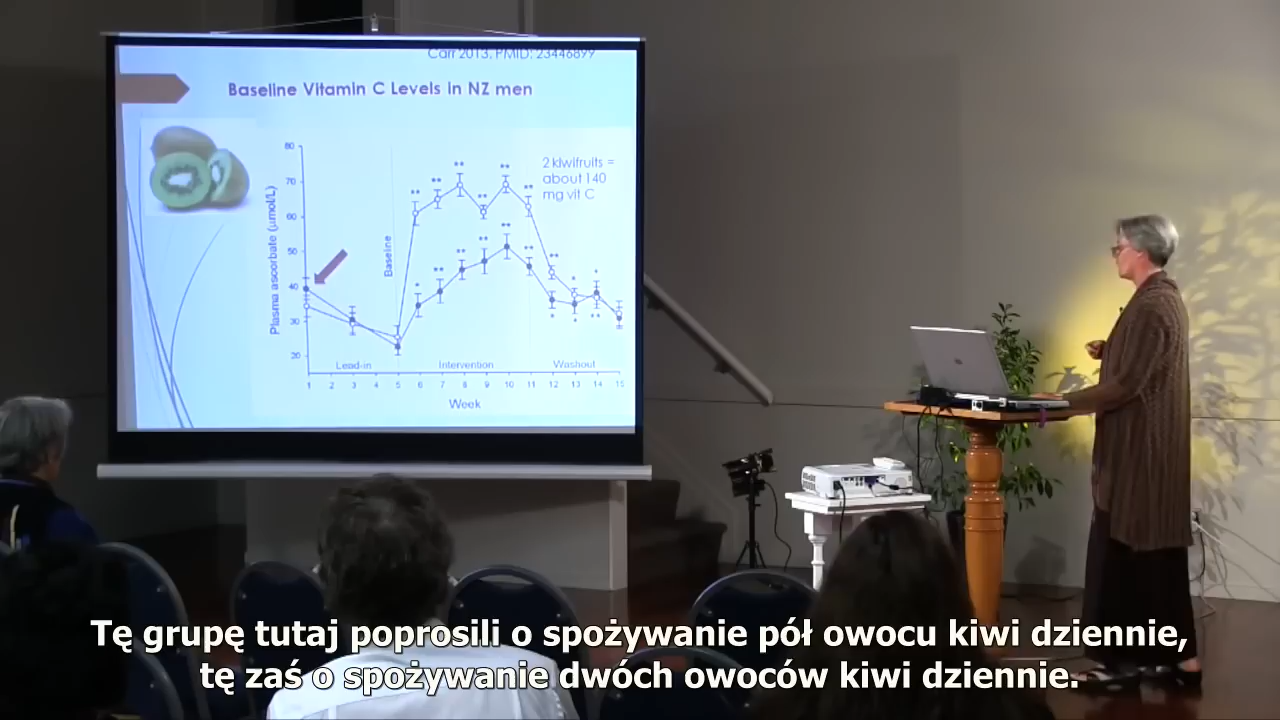 Carr 2013, PMID: 23446899
Baseline Vitamin C Levels in NZ men
2 kiwifruits =
about 140
mg vit C
Plasma ascorbate (µmol/L)
80
70
60
50
40
30
20
Baseline
Lead-in
Intervention
Washout
1 2 3 4 5 6 7 8 9 10 11 12 13 14 15
Week
Tę grupę tutaj poprosili o spożywanie pół owocu kiwi dziennie,
tę zaś o spożywanie dwóch owoców kiwi dziennie.